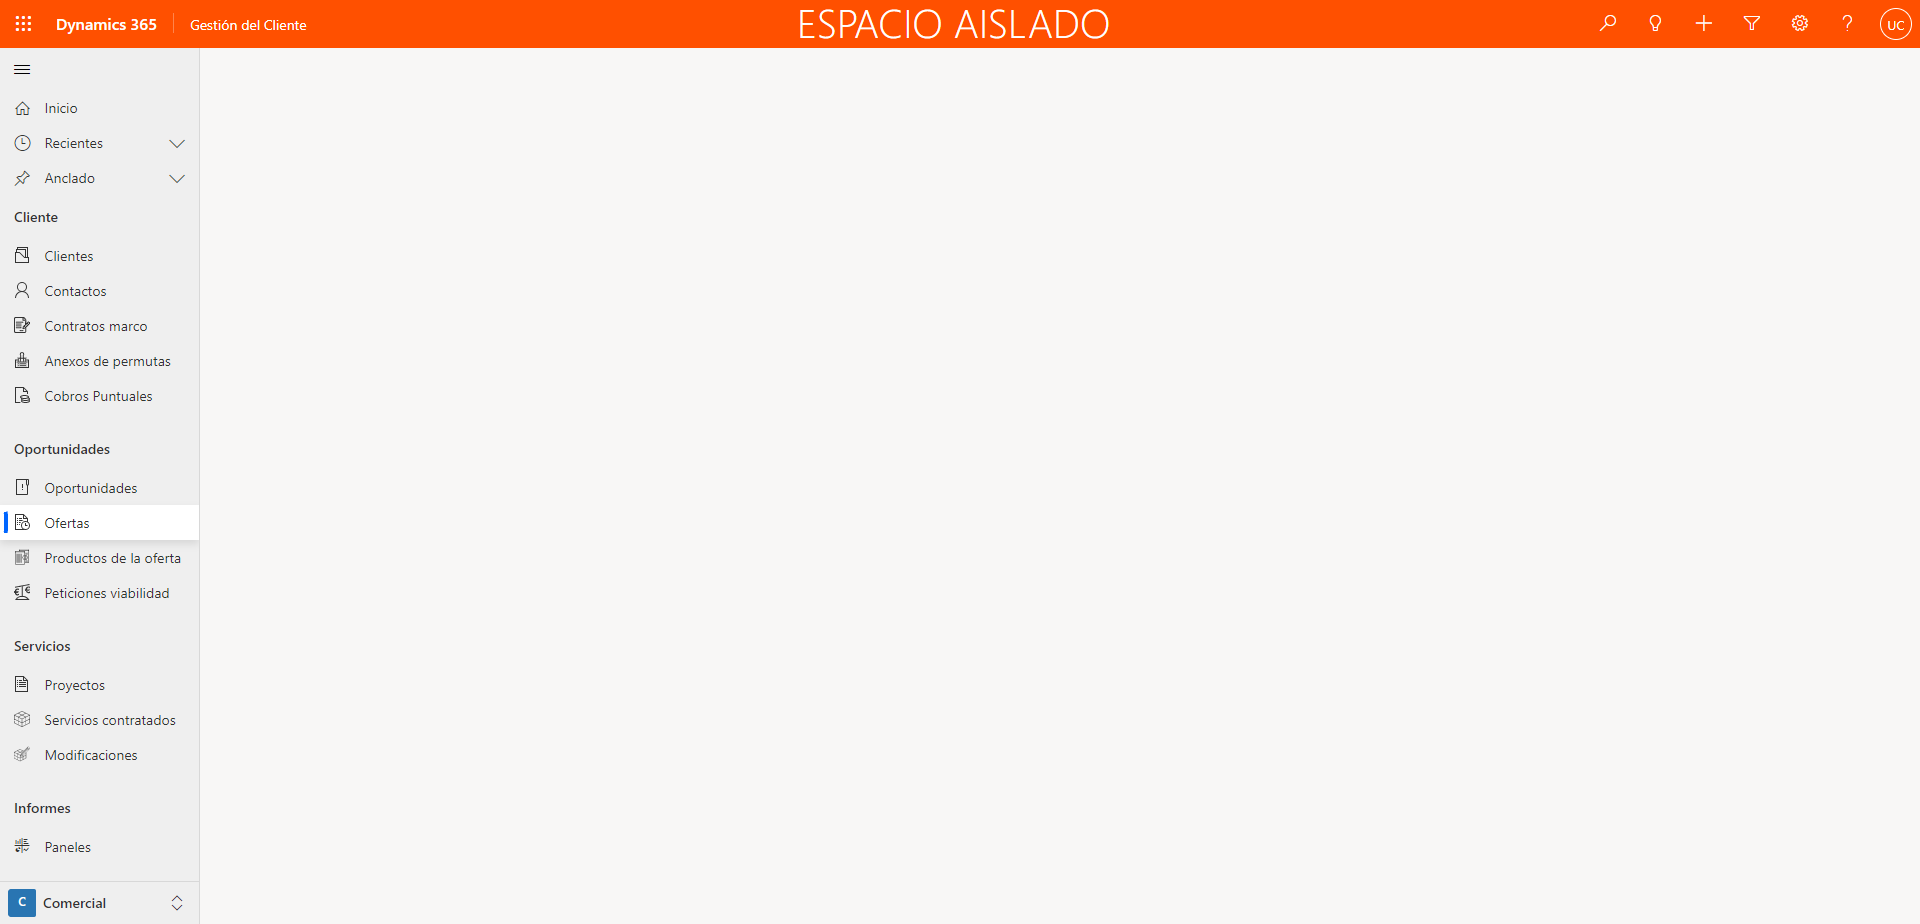 Dynamics 365
Gestión del Cliente
ESPACIO AISLADO
UC
Inicio
Recientes
Anclado
Cliente
Clientes
Contactos
Contratos marco
Anexos de permutas
Cobros Puntuales
Oportunidades
Oportunidades
Ofertas
Productos de la oferta
Peticiones viabilidad
Servicios
Proyectos
Servicios contratados
Modificaciones
Informes
Paneles
C Comercial